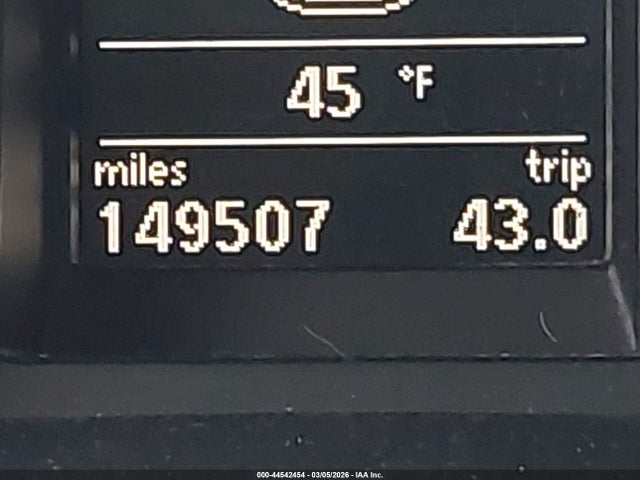 45 °F
miles trip
149507 43.0
000-44542454 - 03/05/2026 - IAA Inc.